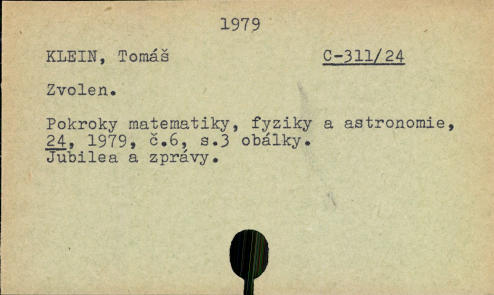 1979
KLEIN, Tomáš C-311/24
Zvolen.
Pokroky matematiky, fyziky a astronomie,
24, 1979, č.6, s.3 obálky.
Jubilea a zprávy.